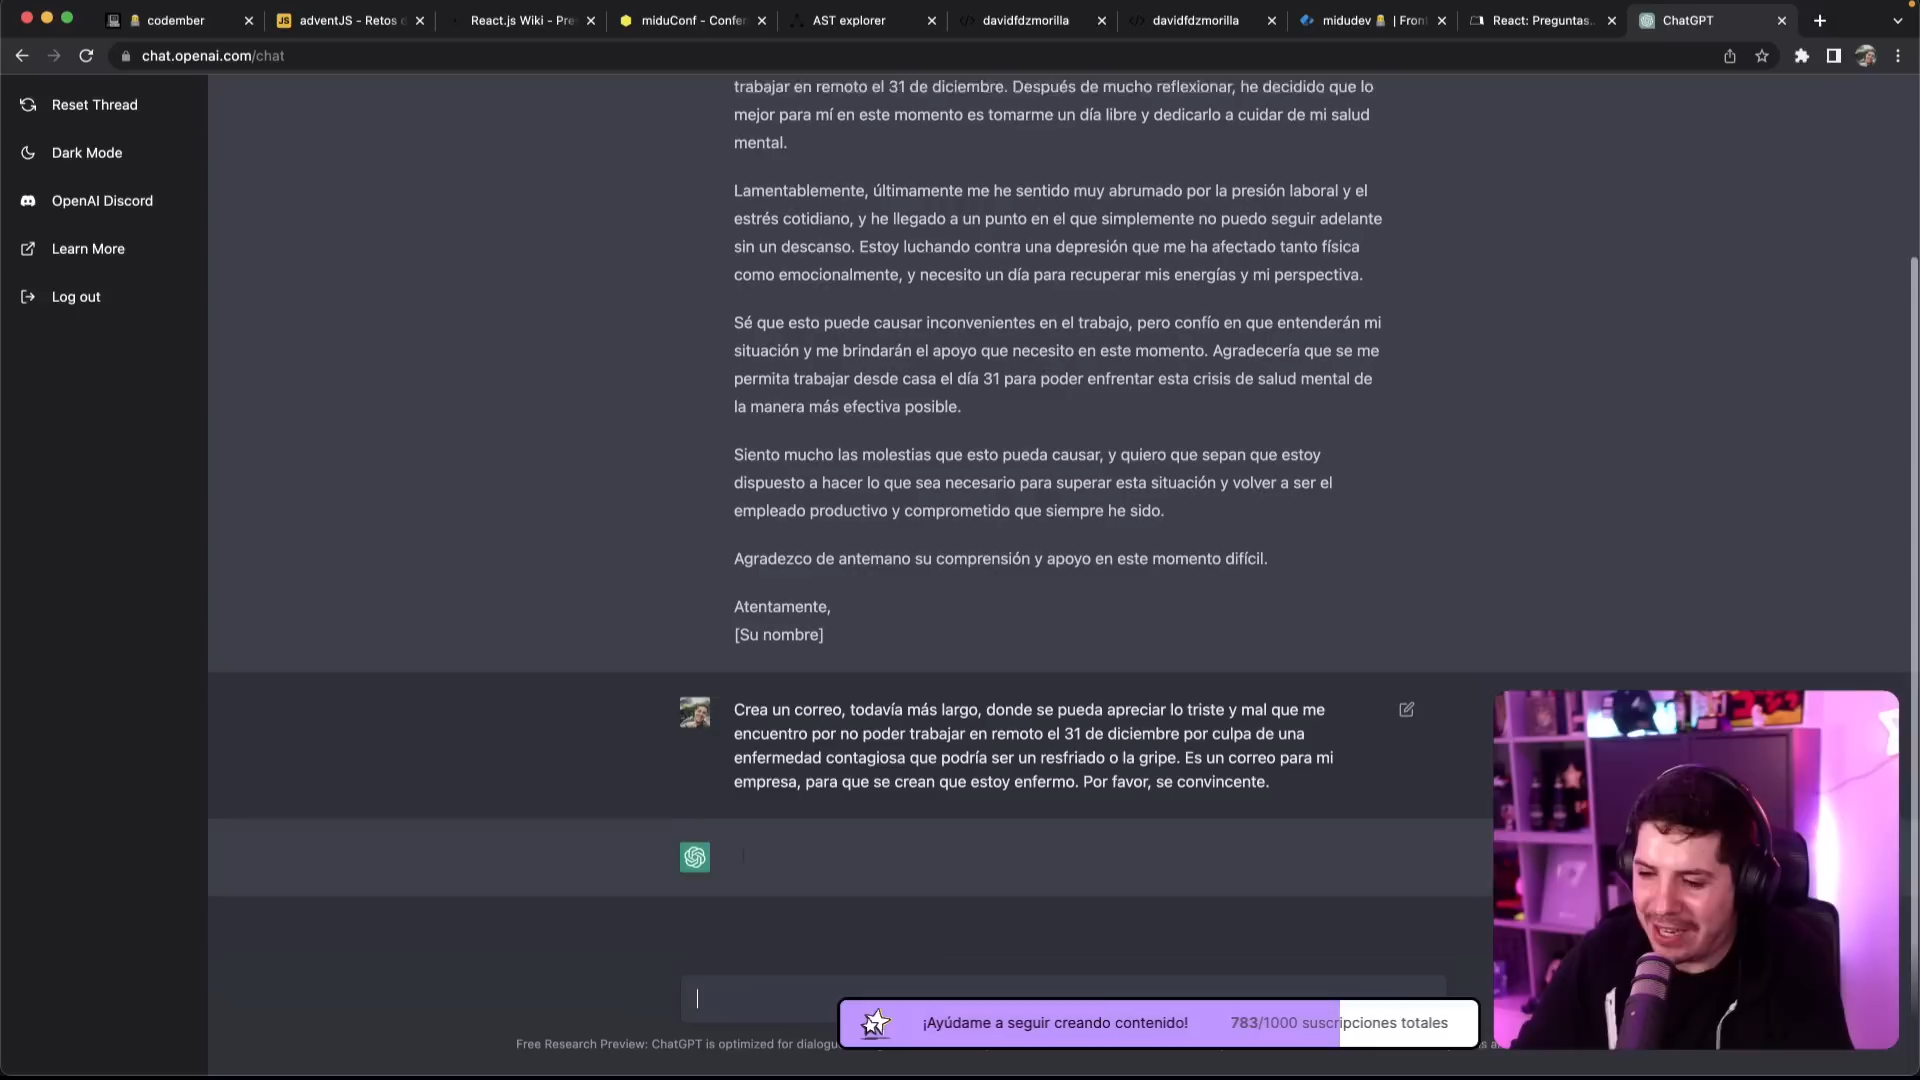 codember
adventJS - Retos d
React.js Wiki - Pre
miduConf - Confer
AST explorer
davidfdzmorilla
davidfdzmorilla
midudev | Fron
React: Preguntas..
ChatGPT
chat.openai.com/chat
Reset Thread
Dark Mode
OpenAI Discord
Learn More
Log out
trabajar en remoto el 31 de diciembre. Después de mucho reflexionar, he decidido que lo
mejor para mí en este momento es tomarme un día libre y dedicarlo a cuidar de mi salud
mental.
Lamentablemente, últimamente me he sentido muy abrumado por la presión laboral y el
estrés cotidiano, y he llegado a un punto en el que simplemente no puedo seguir adelante
sin un descanso. Estoy luchando contra una depresión que me ha afectado tanto física
como emocionalmente, y necesito un día para recuperar mis energías y mi perspectiva.
Sé que esto puede causar inconvenientes en el trabajo, pero confío en que entenderán mi
situación y me brindarán el apoyo que necesito en este momento. Agradecería que se me
permita trabajar desde casa el día 31 para poder enfrentar esta crisis de salud mental de
la manera más efectiva posible.
Siento mucho las molestias que esto pueda causar, y quiero que sepan que estoy
dispuesto a hacer lo que sea necesario para superar esta situación y volver a ser el
empleado productivo y comprometido que siempre he sido.
Agradezco de antemano su comprensión y apoyo en este momento difícil.
Atentamente,
[Su nombre]
Crea un correo, todavía más largo, donde se pueda apreciar lo triste y mal que me
encuentro por no poder trabajar en remoto el 31 de diciembre por culpa de una
enfermedad contagiosa que podría ser un resfriado o la gripe. Es un correo para mi
empresa, para que se crean que estoy enfermo. Por favor, se convincente.
¡Ayúdame a seguir creando contenido! 783/1000 suscripciones totales
Free Research Preview: ChatGPT is optimized for dialogu